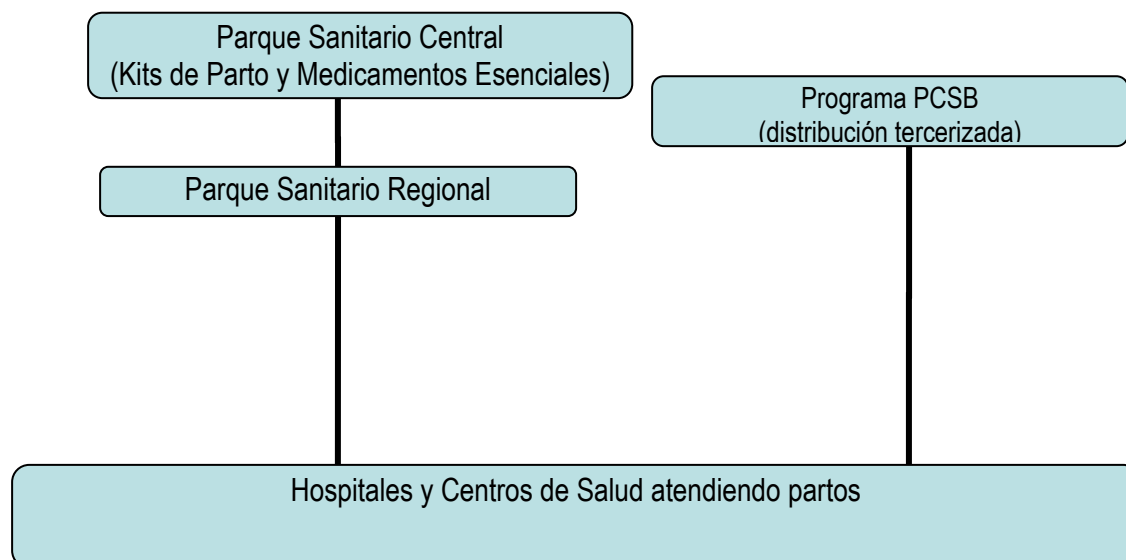 Parque Sanitario Central
(Kits de Parto y Medicamentos Esenciales)
Programa PCSB
(distribución tercerizada)
Parque Sanitario Regional
Hospitales y Centros de Salud atendiendo partos